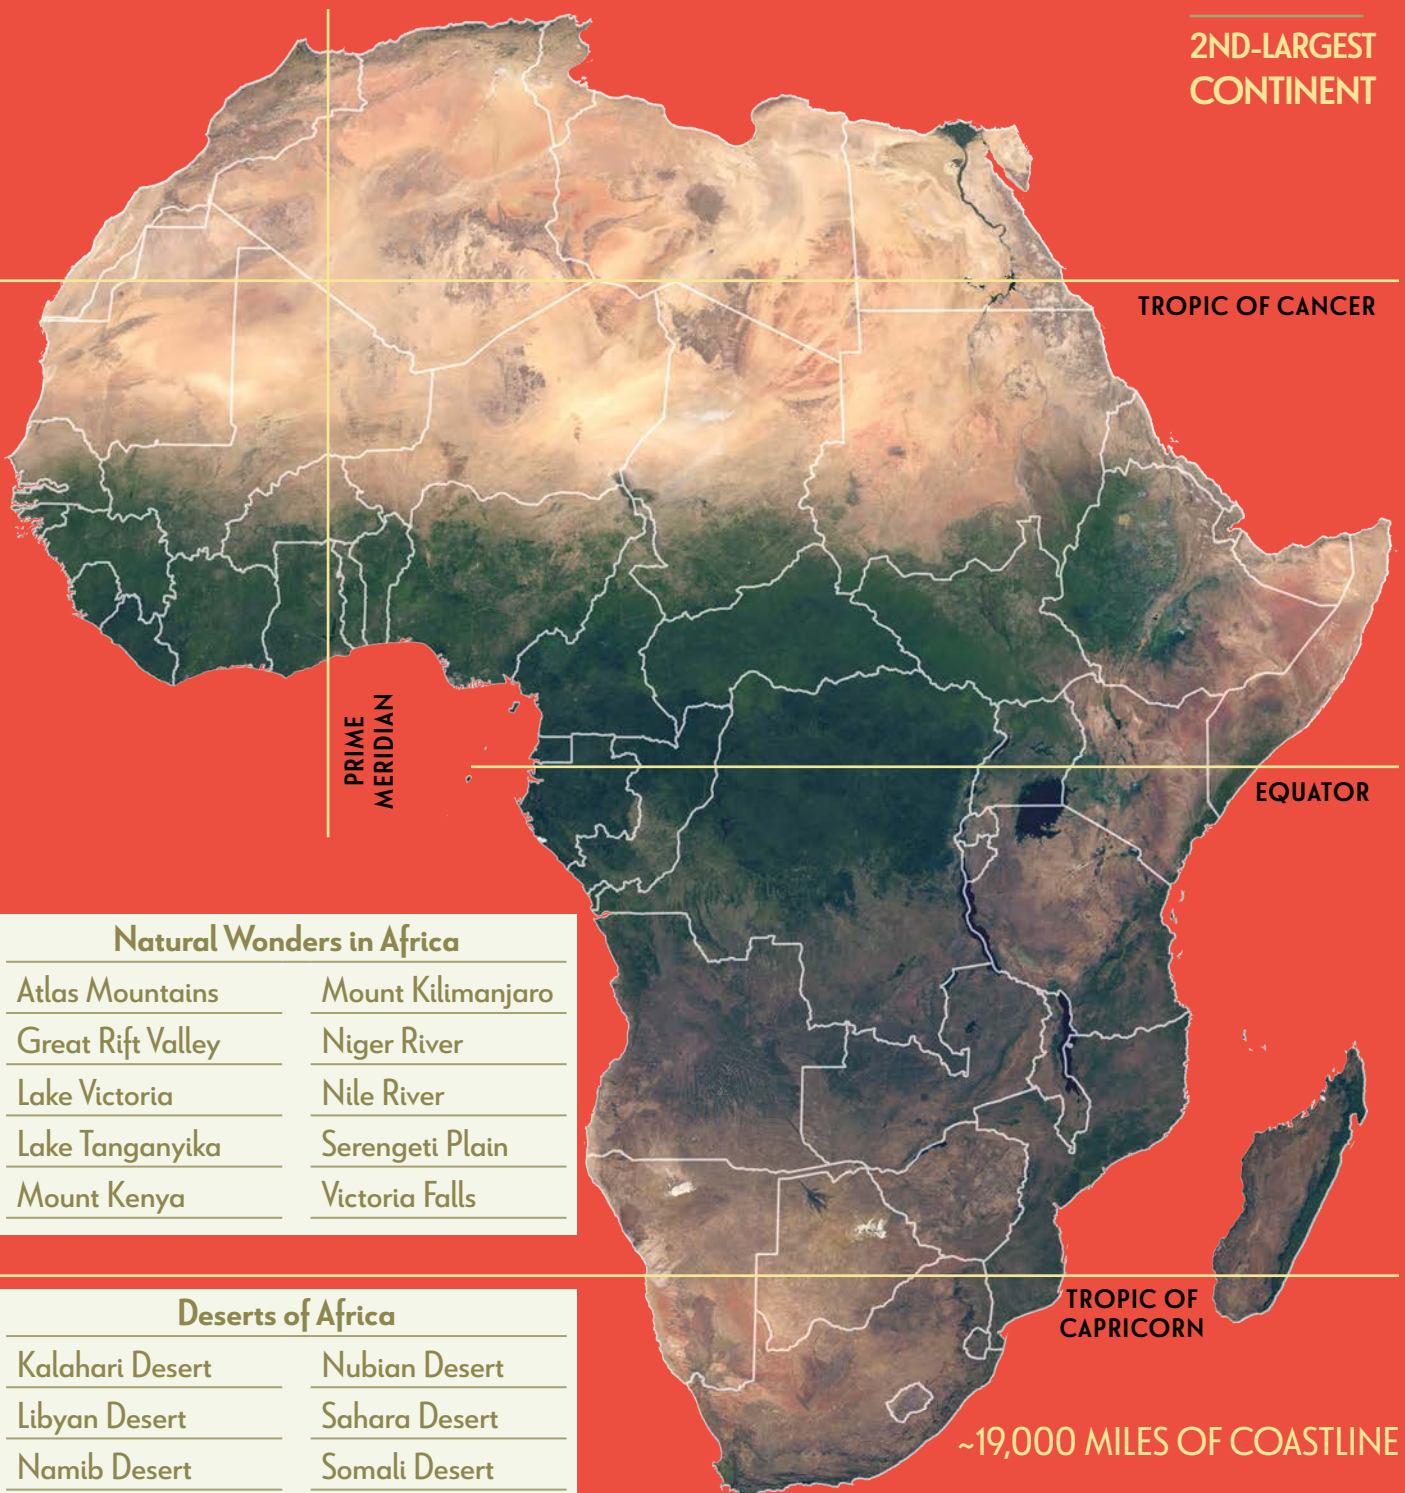 2ND-LARGEST
CONTINENT
TROPIC OF CANCER
PRIME
MERIDIAN
EQUATOR
Natural Wonders in Africa
Atlas Mountains
Mount Kilimanjaro
Great Rift Valley
Niger River
Lake Victoria
Nile River
Lake Tanganyika
Serengeti Plain
Mount Kenya
Victoria Falls
TROPIC OF
CAPRICORN
Deserts of Africa
Kalahari Desert
Nubian Desert
Libyan Desert
Sahara Desert
Namib Desert
Somali Desert
~19,000 MILES OF COASTLINE